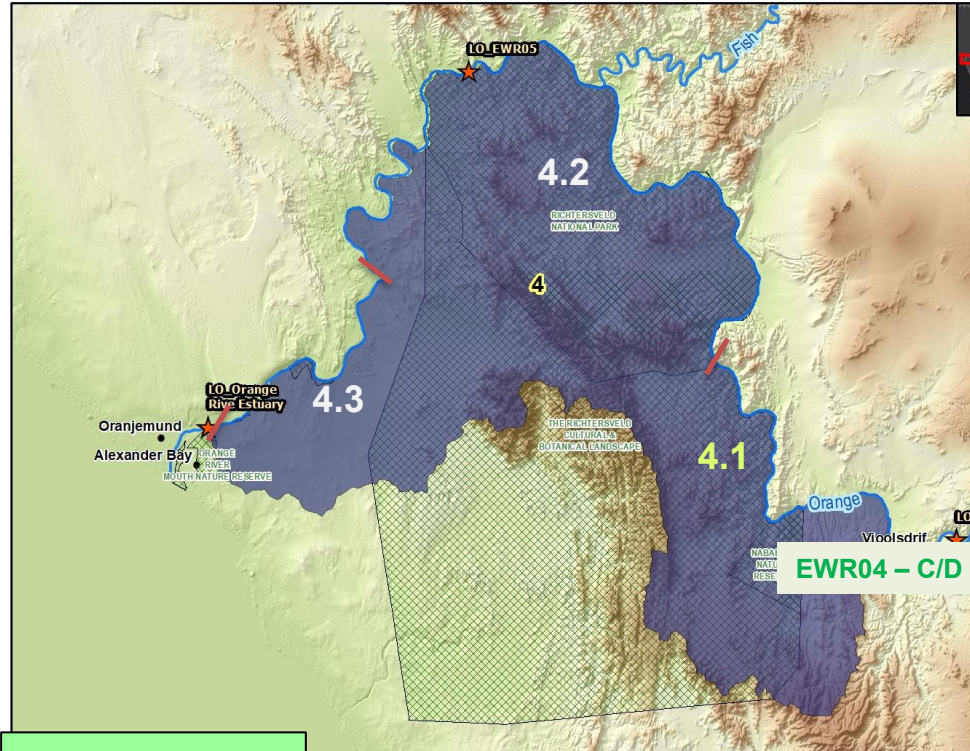 LO_EWR05
Fish
4.2
RICHTERSVELD
NATIONAL PARK
4
LO_Orange
Rive Estuary
4.3
Oranjemund
Alexander Bay
ORANGE
RIVER
MOUTH NATURE RESERVE
THE RICHTERSVELD
CULTURAL &
BOTANICAL LANDSCAPE
4.1
Orange
LO
Vioolsdrif
EWR04 – C/D